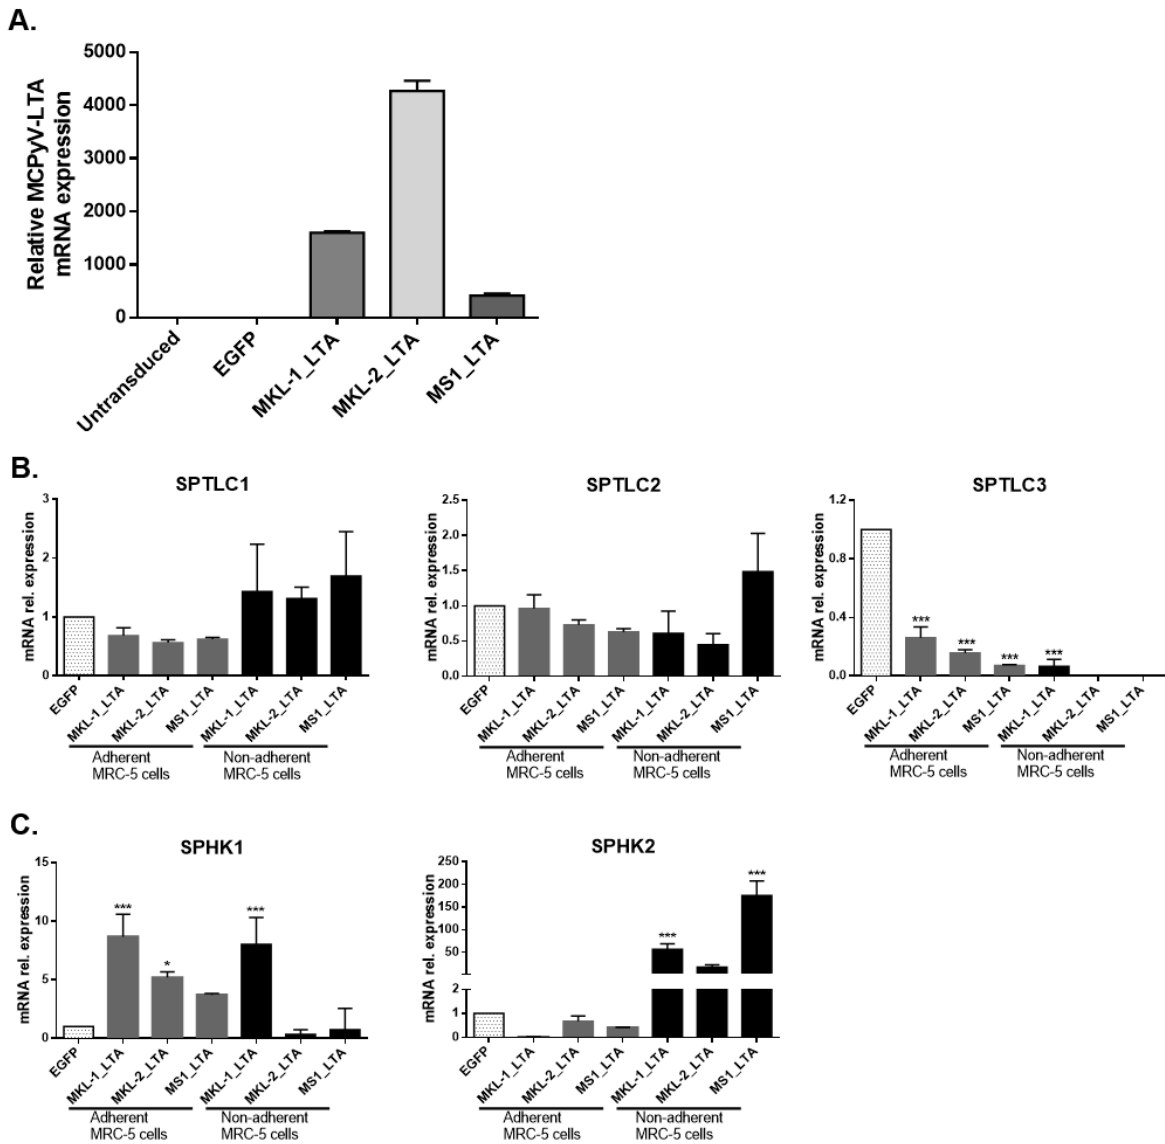 A.
Relative MCPyV-LTA
mRNA expression
5000
4000
3000
2000
1000
0
Untransduced
EGFP
MKL-1_LTA
MKL-2_LTA
MS1_LTA
B.
SPTLC1
mRNA rel. expression
3
2
1
0
EGFP
MKL-1_LTA
MKL-2_LTA
MS1_LTA
MKL-1_LTA
MKL-2_LTA
MS1_LTA
Adherent
MRC-5 cells
Non-adherent
MRC-5 cells
SPTLC2
mRNA rel. expression
2.5
2.0
1.5
1.0
0.5
0.0
EGFP
MKL-1_LTA
MKL-2_LTA
MS1_LTA
MKL-1_LTA
MKL-2_LTA
MS1_LTA
Adherent
MRC-5 cells
Non-adherent
MRC-5 cells
SPTLC3
mRNA rel. expression
1.2
0.8
0.4
0.0
***
***
***
***
EGFP
MKL-1_LTA
MKL-2_LTA
MS1_LTA
MKL-1_LTA
MKL-2_LTA
MS1_LTA
Adherent
MRC-5 cells
Non-adherent
MRC-5 cells
C.
SPHK1
mRNA rel. expression
15
10
5
0
***
*
***
EGFP
MKL-1_LTA
MKL-2_LTA
MS1_LTA
MKL-1_LTA
MKL-2_LTA
MS1_LTA
Adherent
MRC-5 cells
Non-adherent
MRC-5 cells
SPHK2
mRNA rel. expression
250
200
150
100
50
2
1
0
***
***
EGFP
MKL-1_LTA
MKL-2_LTA
MS1_LTA
MKL-1_LTA
MKL-2_LTA
MS1_LTA
Adherent
MRC-5 cells
Non-adherent
MRC-5 cells